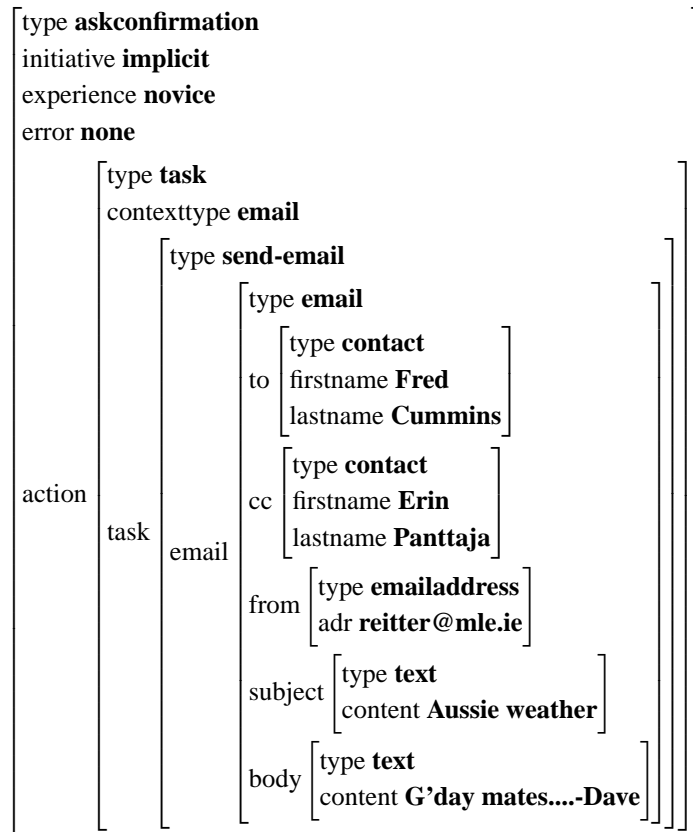 type askconfirmation
initiative implicit
experience novice
error none
type task
contexttype email
type send-email
type email
type contact
to firstname Fred
lastname Cummins
type contact
cc firstname Erin
lastname Panttaja
action
task
email
from type emailaddress
adr reitter@mle.ie
subject type text
content Aussie weather
body type text
content G'day mates....-Dave